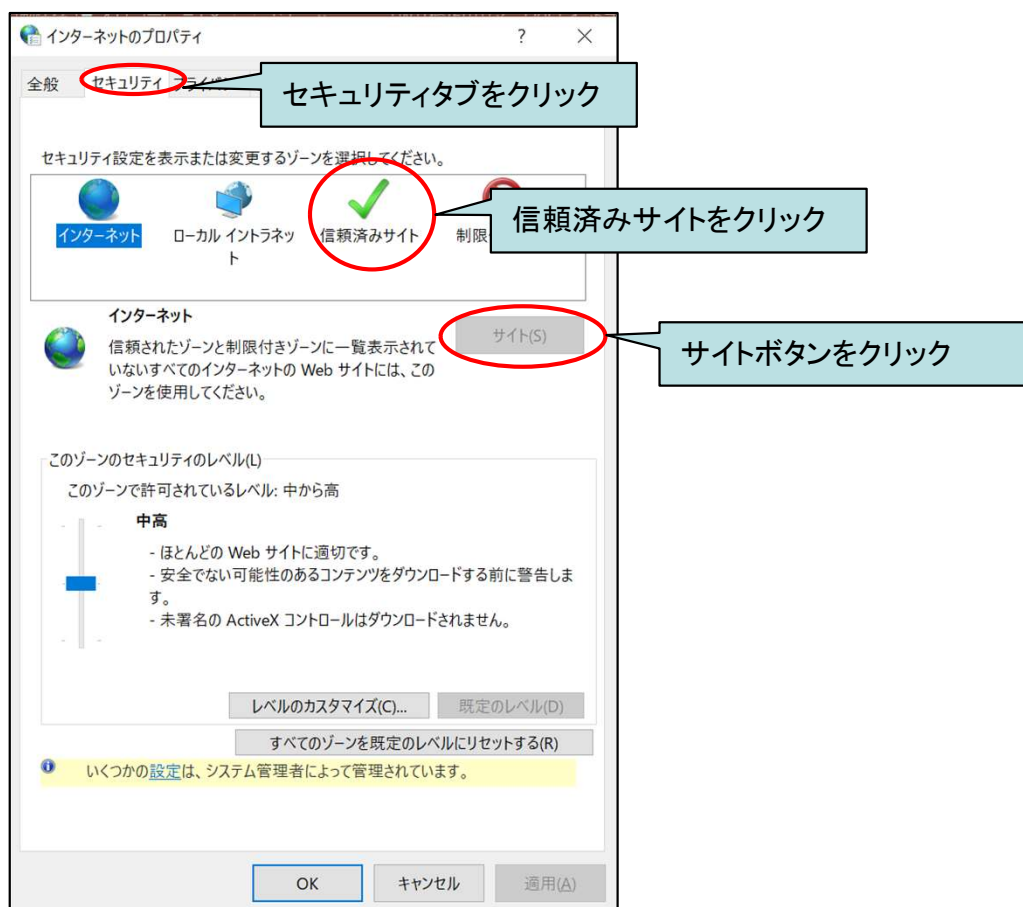 インターネットのプロパティ
全般 セキュリティ
セキュリティタブをクリック
セキュリティ設定を表示または変更するゾーンを選択してください。
インターネット
ローカル イントラネッ
ト
信頼済みサイト
制限
信頼済みサイトをクリック
インターネット
サイト(S)
サイトボタンをクリック
信頼されたゾーンと制限付きゾーンに一覧表示されて
いないすべてのインターネットの Web サイトには、この
ゾーンを使用してください。
このゾーンのセキュリティのレベル(L)
このゾーンで許可されているレベル: 中から高
中高
- ほとんどの Web サイトに適切です。
- 安全でない可能性のあるコンテンツをダウンロードする前に警告しま
す。
- 未署名の ActiveX コントロールはダウンロードされません。
レベルのカスタマイズ(C)... 既定のレベル(D)
すべてのゾーンを既定のレベルにリセットする(R)
いくつかの設定は、システム管理者によって管理されています。
OK キャンセル 適用(A)